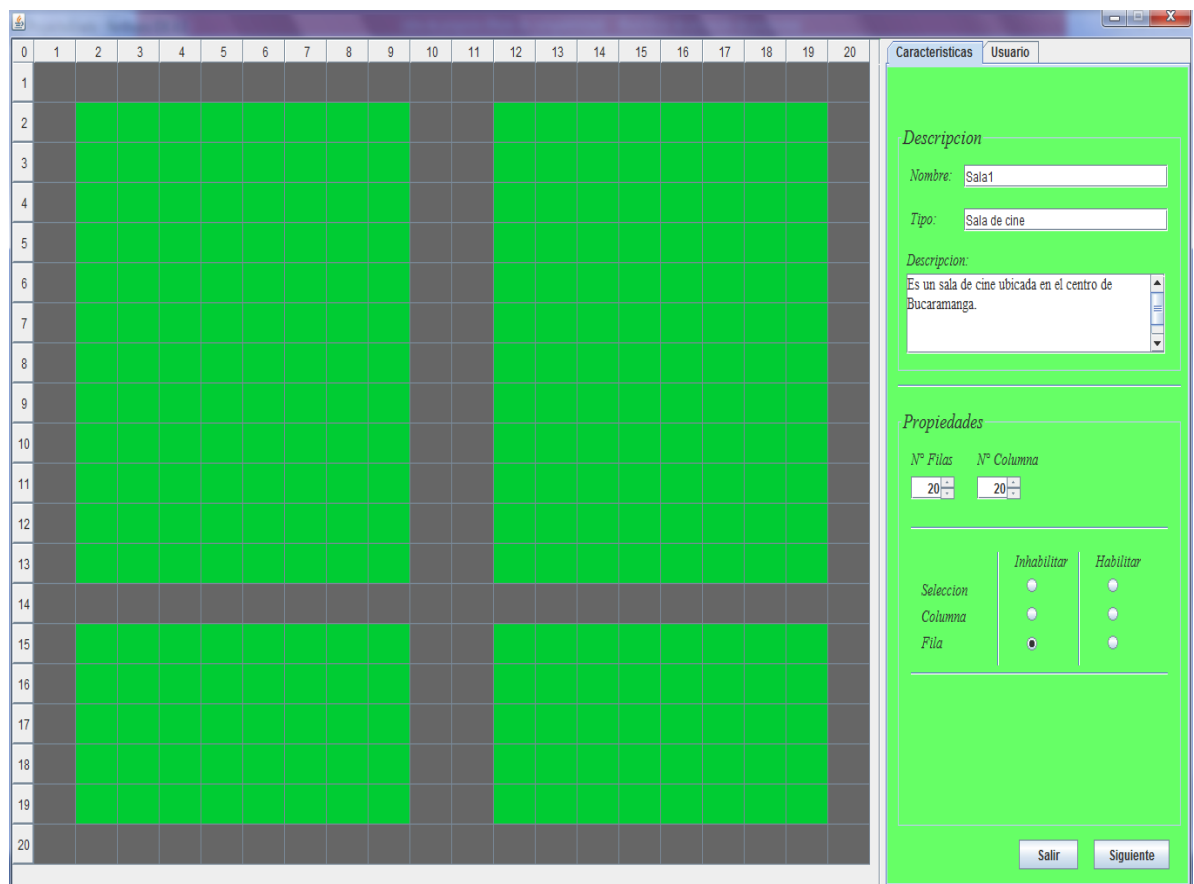 0 1 2 3 4 5 6 7 8 9 10 11 12 13 14 15 16 17 18 19 20
1
2
3
4
5
6
7
8
9
10
11
12
13
14
15
16
17
18
19
20
Caracteristicas Usuario
Descripcion
Nombre: Sala1
Tipo: Sala de cine
Descripcion:
Es un sala de cine ubicada en el centro de
Bucaramanga.
Propiedades
N° Filas N° Columna
20 20
Inhabilitar Habilitar
Seleccion
Columna
Fila
Salir Siguiente